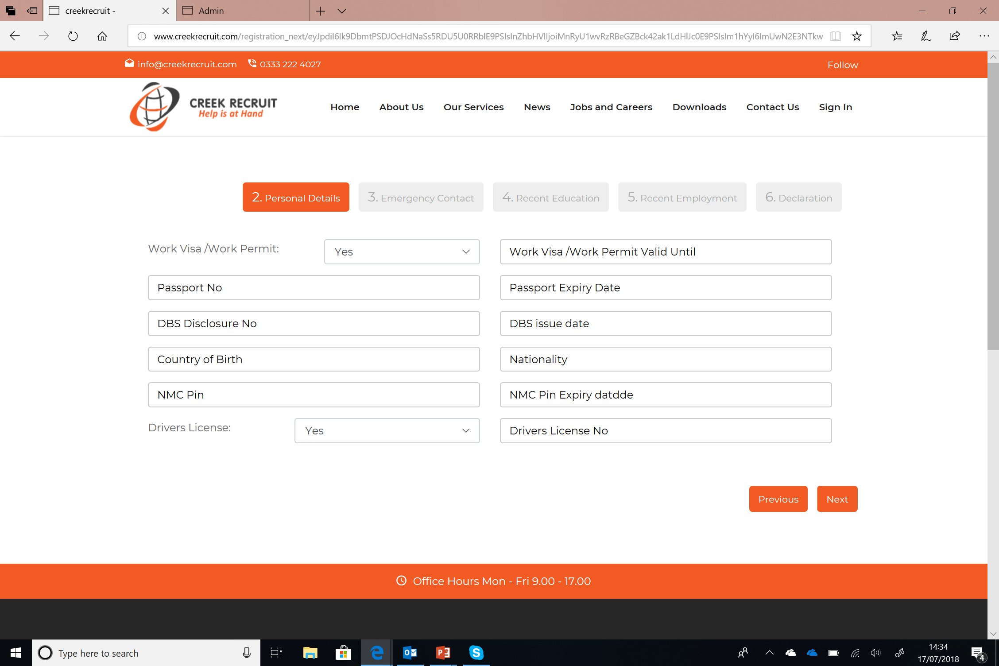 creekrecruit -
Admin
info@creekrecruit.com
0333 222 4027
Follow
CREEK RECRUIT
Help is at Hand
Home
About Us
Our Services
News
Jobs and Careers
Downloads
Contact Us
Sign In
2. Personal Details
3. Emergency Contact
4. Recent Education
5. Recent Employment
6. Declaration
Work Visa /Work Permit:
Yes
Work Visa /Work Permit Valid Until
Passport No
Passport Expiry Date
DBS Disclosure No
DBS issue date
Country of Birth
Nationality
NMC Pin
NMC Pin Expiry datdde
Drivers License:
Yes
Drivers License No
Previous
Next
Office Hours Mon - Fri 9.00 - 17.00
Type here to search
14:34
17/07/2018
4